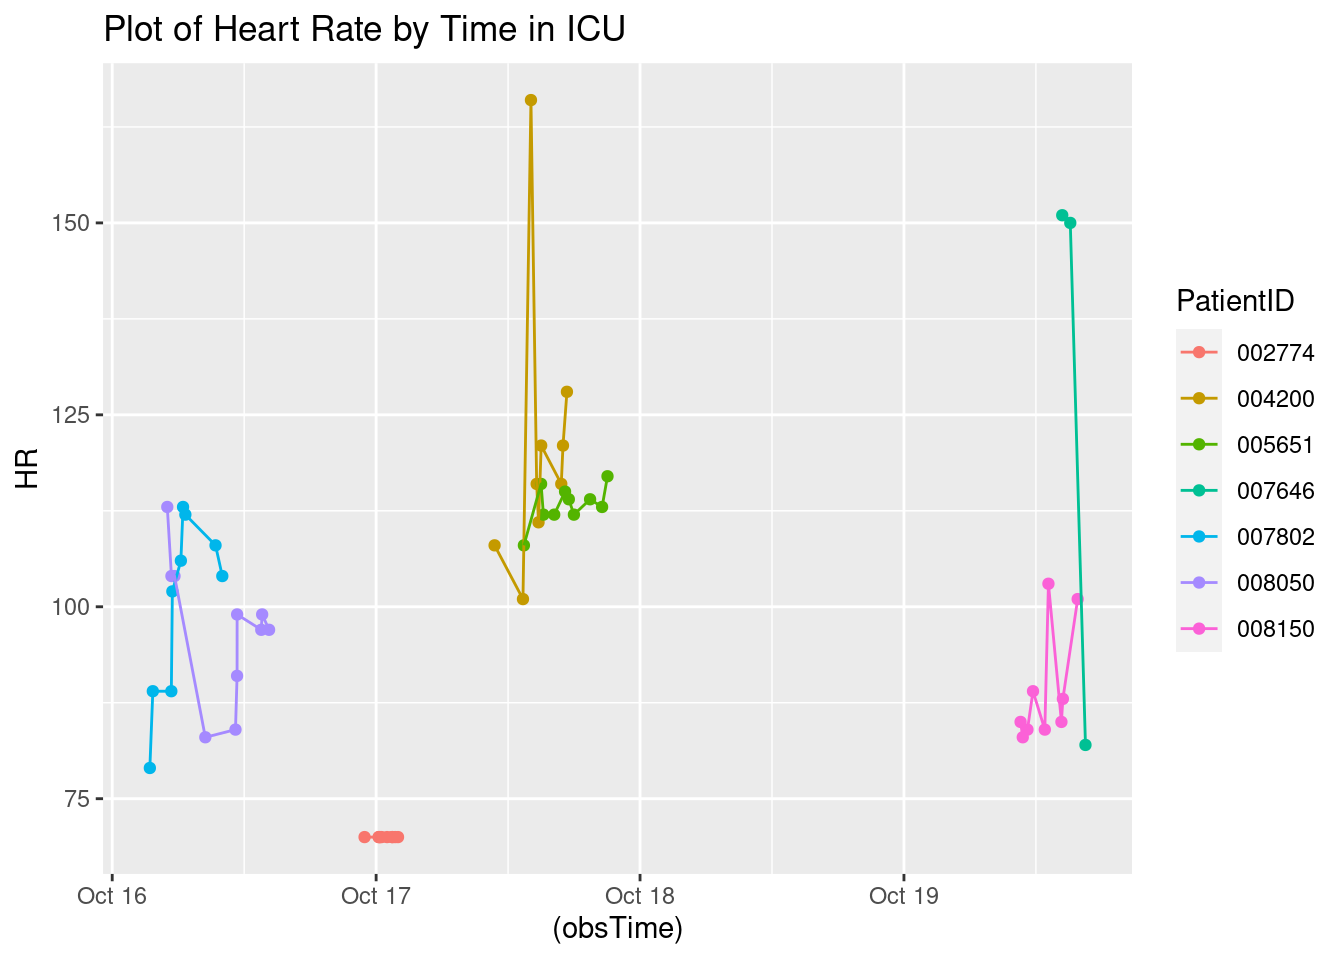 Plot of Heart Rate by Time in ICU
HR
150
125
100
75
Oct 16
Oct 17
Oct 18
Oct 19
(obsTime)
PatientID
002774
004200
005651
007646
007802
008050
008150